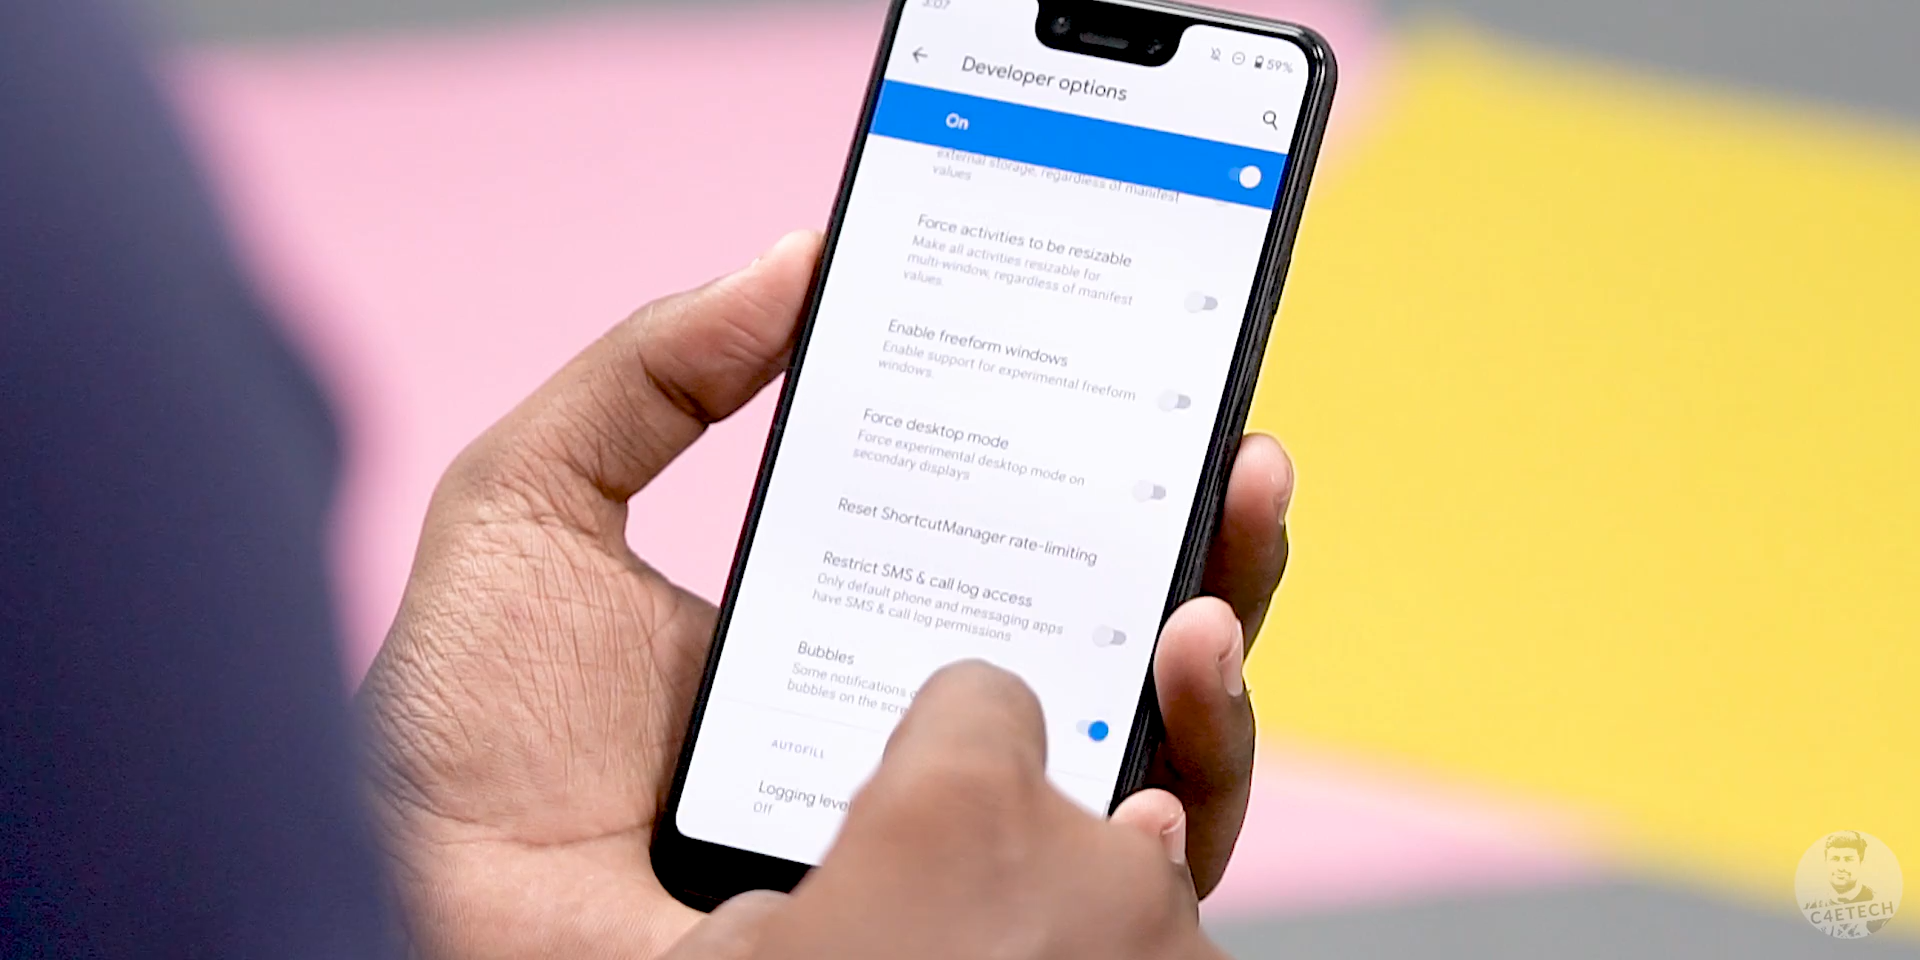 3:07
59%
Developer options
On
external storage, regardless of manifest
values
Force activities to be resizable
Make all activities resizable for
multi-window, regardless of manifest
values.
Enable freeform windows
Enable support for experimental freeform
windows.
Force desktop mode
Force experimental desktop mode on
secondary displays
Reset ShortcutManager rate-limiting
Restrict SMS & call log access
Only default phone and messaging apps
have SMS & call log permissions
Bubbles
Some notifications
bubbles on the
AUTOFILL
Logging
Off
C4ETECH